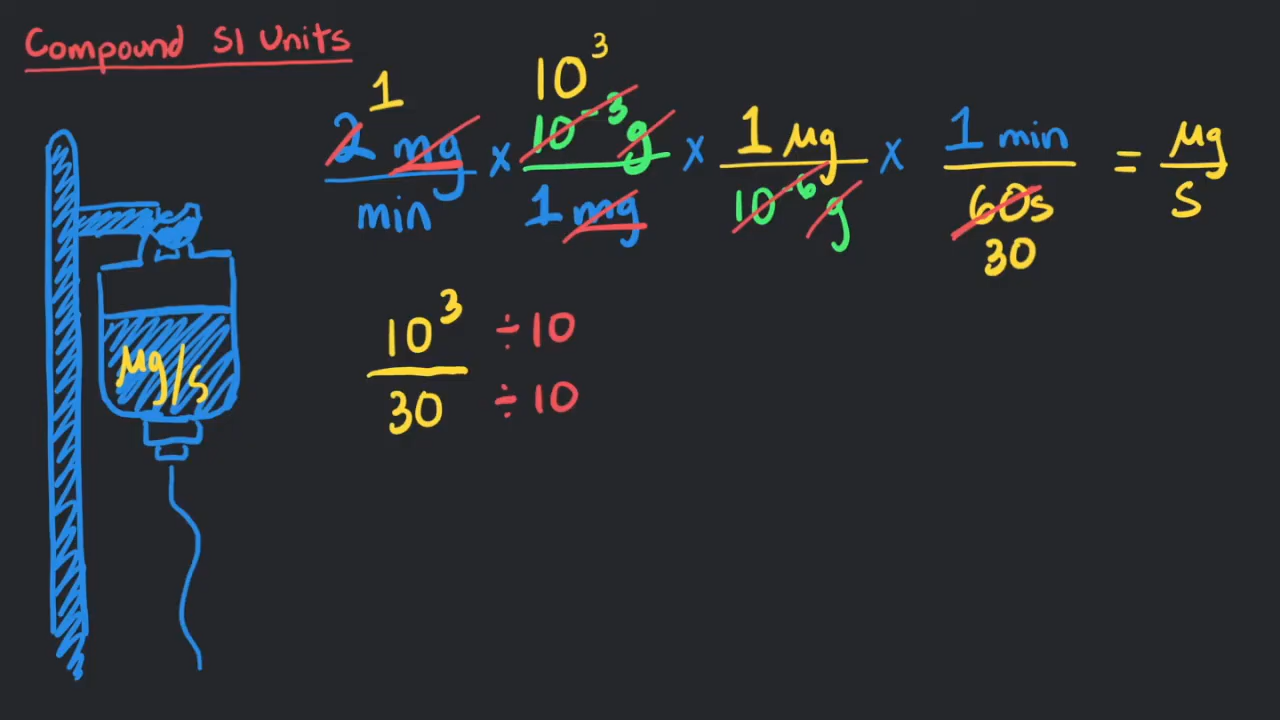 Compound SI Units
1 10³
2 mg × 10⁻³ g × 1 µg × 1 min = µg
min 1 mg 10⁻⁶ g 60s s
30
10³ ÷10
30 ÷10
µg/s